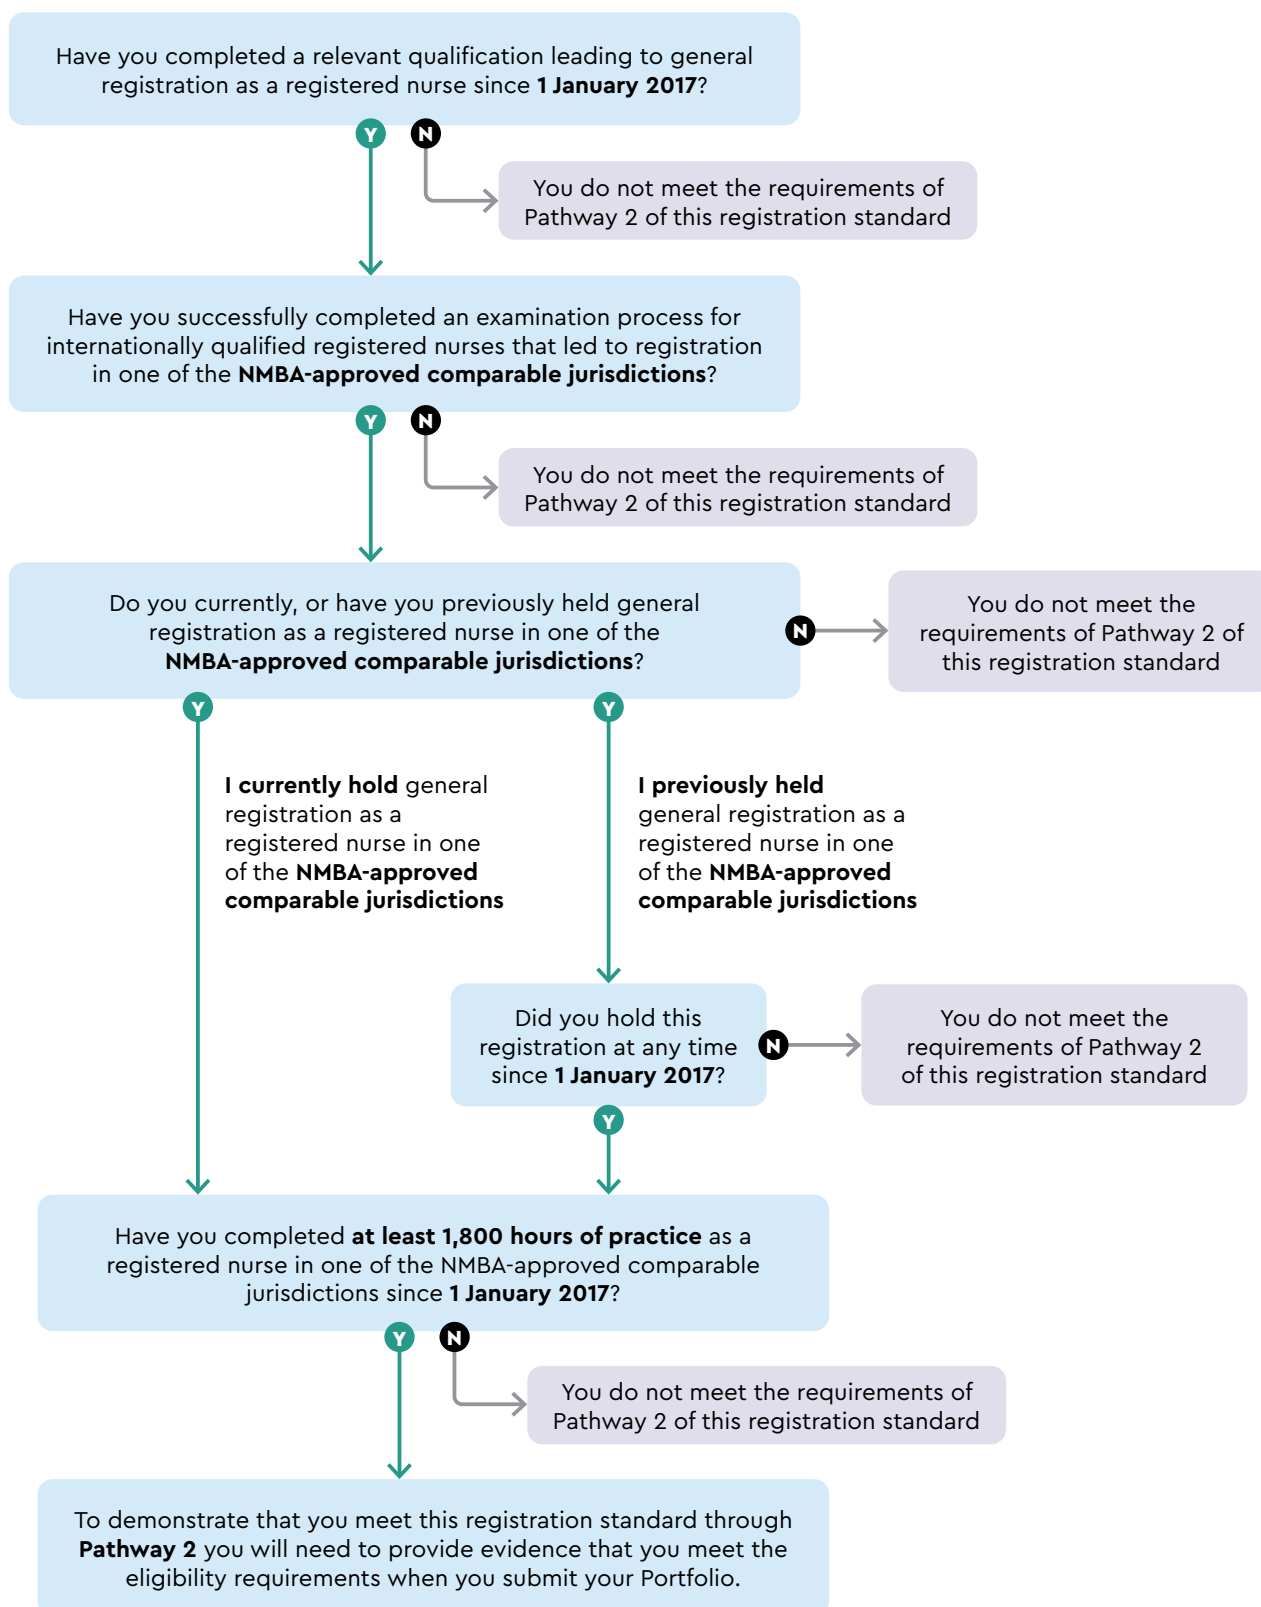 Have you completed a relevant qualification leading to general
registration as a registered nurse since 1 January 2017?
Y
N
You do not meet the requirements of
Pathway 2 of this registration standard
Have you successfully completed an examination process for
internationally qualified registered nurses that led to registration
in one of the NMBA-approved comparable jurisdictions?
Y
N
You do not meet the requirements of
Pathway 2 of this registration standard
Do you currently, or have you previously held general
registration as a registered nurse in one of the
NMBA-approved comparable jurisdictions?
N
You do not meet the
requirements of Pathway 2 of
this registration standard
Y
I currently hold general
registration as a
registered nurse in one
of the NMBA-approved
comparable jurisdictions
Y
I previously held
general registration as a
registered nurse in one
of the NMBA-approved
comparable jurisdictions
Did you hold this
registration at any time
since 1 January 2017?
N
You do not meet the
requirements of Pathway 2
of this registration standard
Y
Have you completed at least 1,800 hours of practice as a
registered nurse in one of the NMBA-approved comparable
jurisdictions since 1 January 2017?
Y
N
You do not meet the requirements of
Pathway 2 of this registration standard
To demonstrate that you meet this registration standard through
Pathway 2 you will need to provide evidence that you meet the
eligibility requirements when you submit your Portfolio.